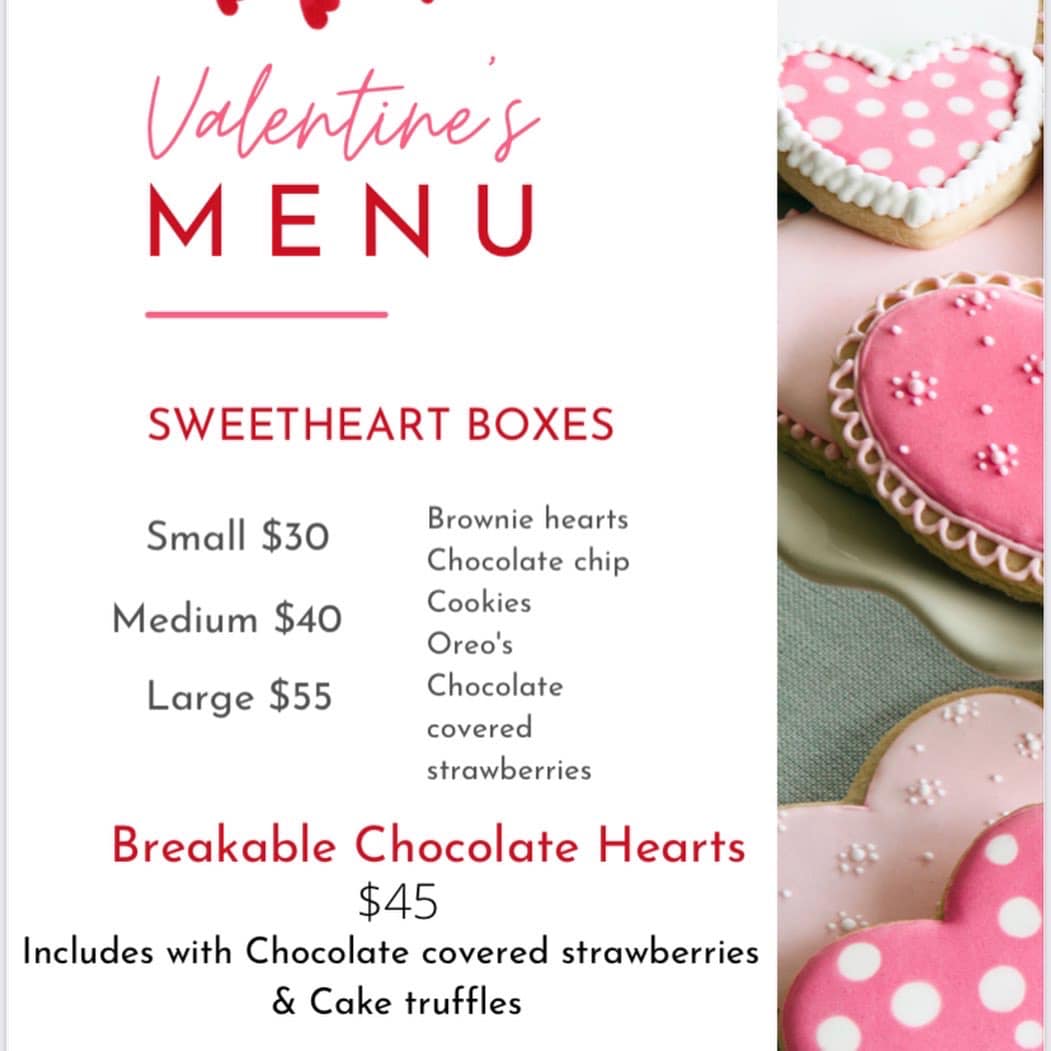 Valentine's
MENU
SWEETHEART BOXES
Small $30
Medium $40
Large $55
Brownie hearts
Chocolate chip
Cookies
Oreo's
Chocolate
covered
strawberries
Breakable Chocolate Hearts
$45
Includes with Chocolate covered strawberries
& Cake truffles